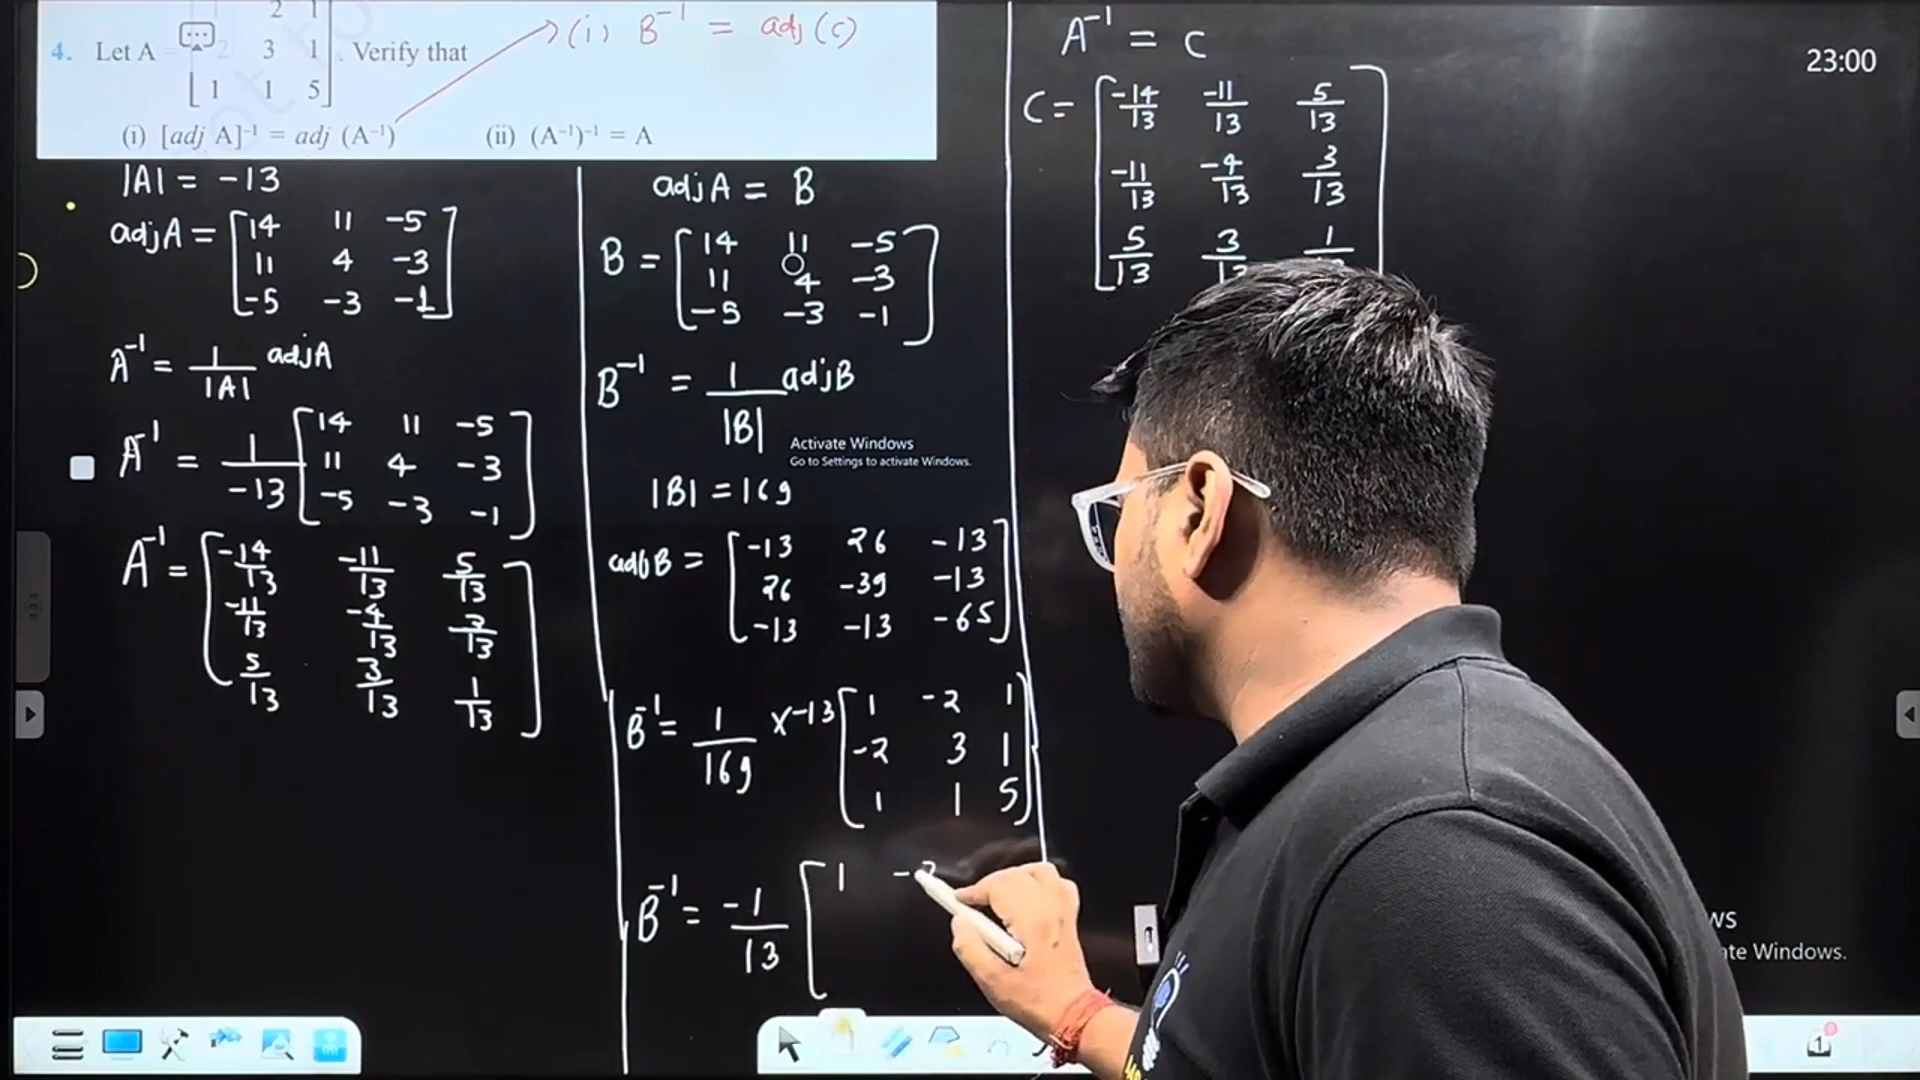 2 1
4. Let A 2 3 1 . Verify that
1 1 5
(i) [adj A]⁻¹ = adj (A⁻¹) (ii) (A⁻¹)⁻¹ = A
(i) B⁻¹ = adj (c)
|A| = -13
adjA = [14 11 -5
11 4 -3
-5 -3 -1]
A⁻¹ = 1/|A| adjA
A⁻¹ = 1/-13 [14 11 -5
11 4 -3
-5 -3 -1]
A⁻¹ = [-14/13 -11/13 5/13
-11/13 -4/13 3/13
5/13 3/13 1/13]
adjA = B
B = [14 11 -5
11 4 -3
-5 -3 -1]
B⁻¹ = 1/|B| adjB
Activate Windows
Go to Settings to activate Windows.
|B| = 169
adjB = [-13 26 -13
26 -39 -13
-13 -13 -65]
B⁻¹ = 1/169 x -13 [1 -2 1
-2 3 1
1 1 5]
B⁻¹ = -1/13 [1 -2
A⁻¹ = C
C = [-14/13 -11/13 5/13
-11/13 -4/13 3/13
5/13 3/13 1
23:00
ws
ate Windows.
1